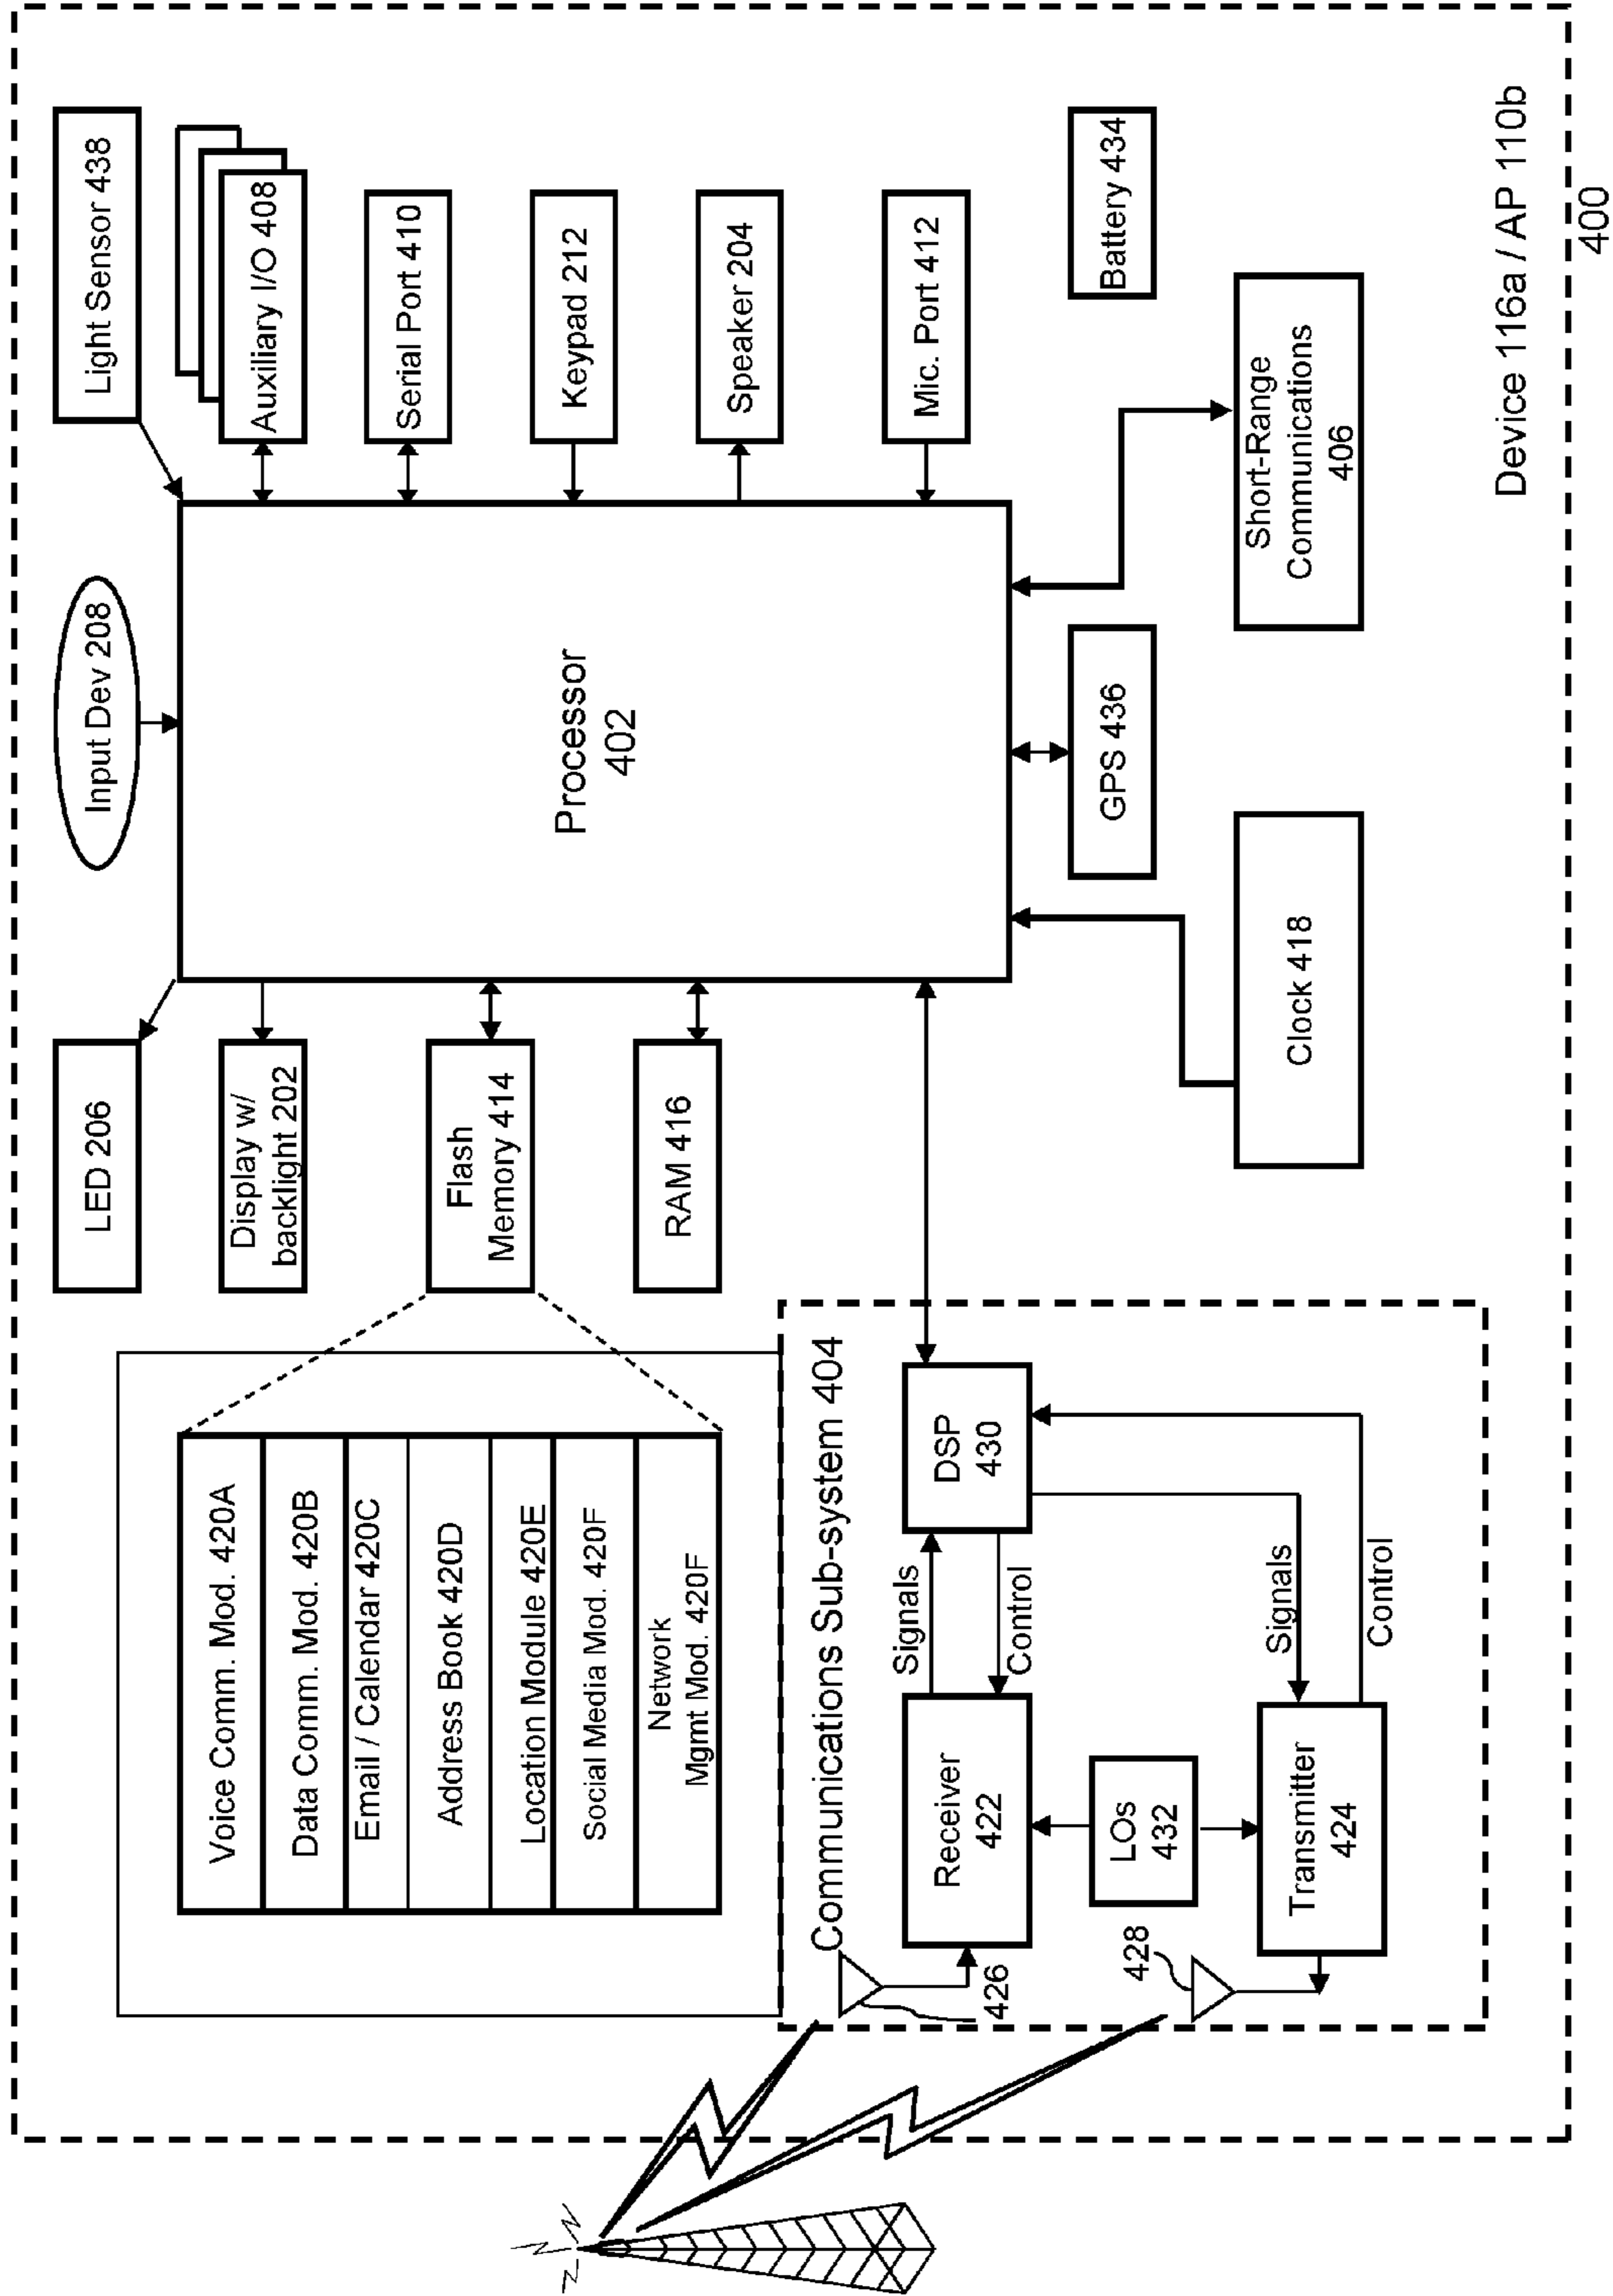 Input Dev 208
LED 206
Light Sensor 438
Display w/
backlight 202
Auxiliary I/O 408
Voice Comm. Mod. 420A
Data Comm. Mod. 420B
Email / Calendar 420C
Address Book 420D
Location Module 420E
Social Media Mod. 420F
Network
Mgmt Mod. 420F
Flash
Memory 414
Serial Port 410
Processor
402
Keypad 212
RAM 416
Speaker 204
Communications Sub-system 404
Mic. Port 412
Receiver
422
Signals
Control
DSP
430
426
LOs
432
428
GPS 436
Battery 434
Transmitter
424
Signals
Control
Clock 418
Short-Range
Communications
406
Device 116a / AP 110b
400